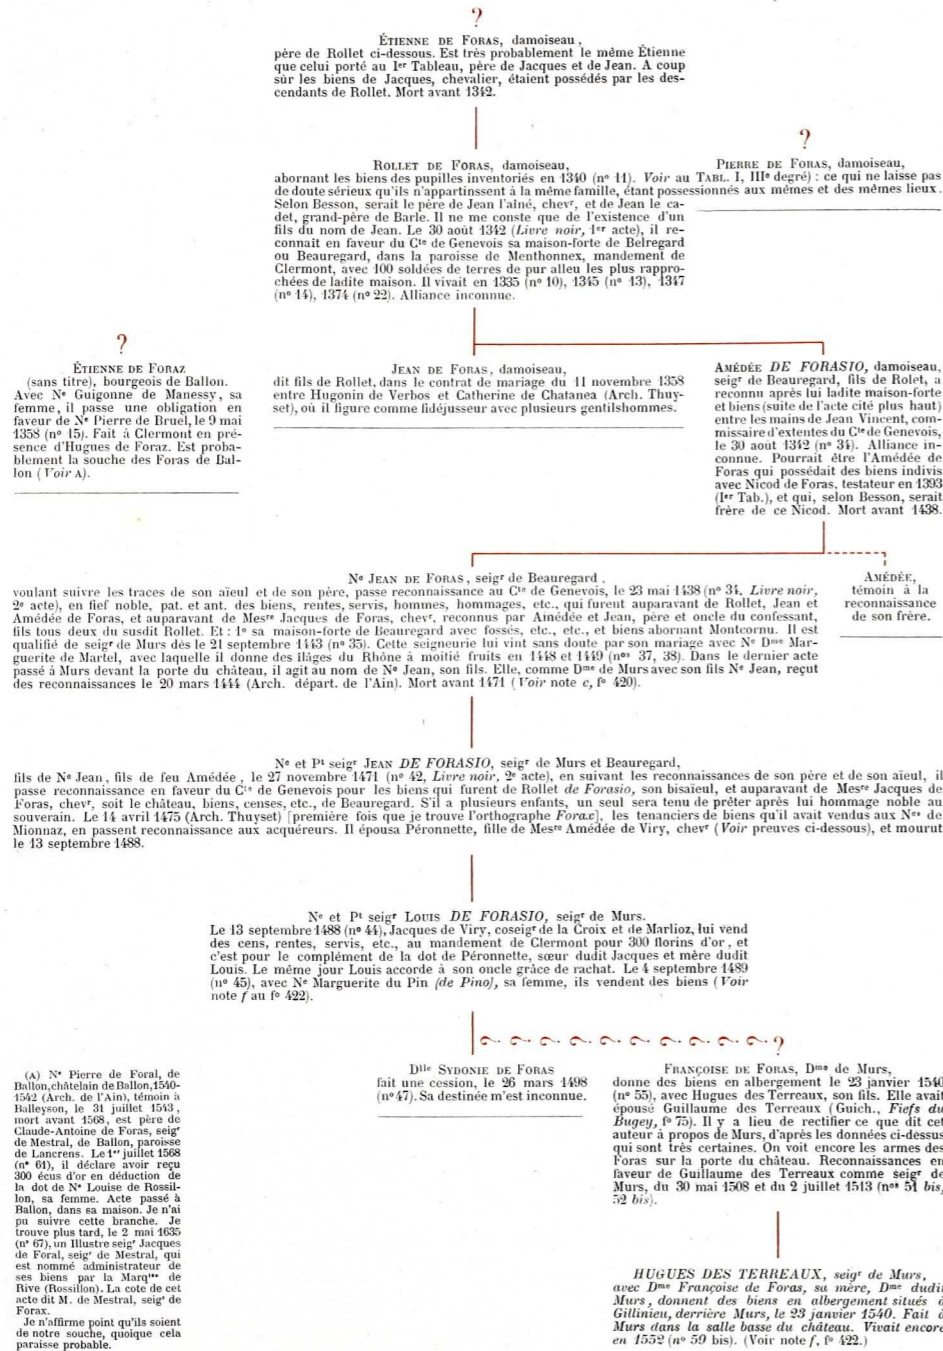 ?
ÉTIENNE DE FORAS, damoiseau,
père de Rollet ci-dessous. Est très probablement le même Étienne
que celui porté au Ier Tableau, père de Jacques et de Jean. A coup
sûr les biens de Jacques, chevalier, étaient possédés par les des-
cendants de Rollet. Mort avant 1342.
ROLLET DE FORAS, damoiseau,
abornant les biens des pupilles inventoriés en 1340 (nº 11). Voir au TABL. I, IIIe degré) : ce qui ne laisse pas
de doute sérieux qu'ils n'appartinssent à la même famille, étant possessionnés aux mêmes et des mêmes lieux.
?
PIERRE DE FORAS, damoiseau,
Selon Besson, serait le père de Jean l'aîné, chevr, et de Jean le ca-
det, grand-père de Barle. Il ne me conste que de l'existence d'un
fils du nom de Jean. Le 30 août 1342 (Livre noir, 1er acte), il re-
connaît en faveur du Cte de Genevois sa maison-forte de Belregard
ou Beauregard, dans la paroisse de Menthonnex, mandement de
Clermont, avec 100 soldées de terres de pur alleu les plus rappro-
chées de ladite maison. Il vivait en 1335 (nº 10), 1345 (nº 13), 1347
(nº 14), 1374 (nº 22). Alliance inconnue.
?
ÉTIENNE DE FORAZ
(sans titre), bourgeois de Ballon.
Avec Ne Guigonne de Manessy, sa
femme, il passe une obligation en
faveur de Ne Pierre de Bruel, le 9 mai
1358 (nº 15). Fait à Clermont en pré-
sence d'Hugues de Foraz. Est proba-
blement la souche des Foras de Bal-
lon (Voir A).
JEAN DE FORAS, damoiseau,
dit fils de Rollet, dans le contrat de mariage du 11 novembre 1358
entre Hugonin de Verbos et Catherine de Chatanea (Arch. Thuy-
set), où il figure comme fidéjusseur avec plusieurs gentilshommes.
AMÉDÉE DE FORASIO, damoiseau,
seigr de Beauregard, fils de Rolet, a
reconnu après lui ladite maison-forte
et biens (suite de l'acte cité plus haut)
entre les mains de Jean Vincent, com-
missaire d'extentes du Cte de Genevois,
le 30 août 1342 (nº 34). Alliance in-
connue. Pourrait être l'Amédée de
Foras qui possédait des biens indivis
avec Nicod de Foras, testateur en 1393
(Ier Tab.), et qui, selon Besson, serait
frère de ce Nicod. Mort avant 1438.
Ne JEAN DE FORAS, seigr de Beauregard,
voulant suivre les traces de son aïeul et de son père, passe reconnaissance au Cte de Genevois, le 23 mai 1438 (nº 34, Livre noir,
2e acte), en fief noble, pat. et ant. des biens, rentes, servis, hommes, hommages, etc., qui furent auparavant de Rollet, Jean et
Amédée de Foras, et auparavant de Mesre Jacques de Foras, chevr, reconnus par Amédée et Jean, père et oncle du confessant,
fils tous deux du susdit Rollet. Et : 1º sa maison-forte de Beauregard avec fossés, etc., etc., et biens abornant Montcornu. Il est
qualifié de seigr de Murs dès le 21 septembre 1443 (nº 35). Cette seigneurie lui vint sans doute par son mariage avec Ne Dme Mar-
guerite de Martel, avec laquelle il donne des ilâges du Rhône à moitié fruits en 1448 et 1449 (nos 37, 38). Dans le dernier acte
passé à Murs devant la porte du château, il agit au nom de Ne Jean, son fils. Elle, comme Dme de Murs avec son fils Ne Jean, reçut
des reconnaissances le 20 mars 1444 (Arch. départ. de l'Ain). Mort avant 1471 (Voir note c, fº 420).
AMÉDÉE,
témoin à la
reconnaissance
de son frère.
Ne et Pt seigr JEAN DE FORASIO, seigr de Murs et Beauregard,
fils de Ne Jean, fils de feu Amédée, le 27 novembre 1471 (nº 42, Livre noir, 2e acte), en suivant les reconnaissances de son père et de son aïeul, il
passe reconnaissance en faveur du Cte de Genevois pour les biens qui furent de Rollet de Forasio, son bisaïeul, et auparavant de Mesre Jacques de
Foras, chevr, soit le château, biens, censes, etc., de Beauregard. S'il a plusieurs enfants, un seul sera tenu de prêter après lui hommage noble au
souverain. Le 14 avril 1475 (Arch. Thuyset) [première fois que je trouve l'orthographe Forax], les tenanciers de biens qu'il avait vendus aux Nes de
Mionnaz, en passent reconnaissance aux acquéreurs. Il épousa Péronnette, fille de Mesre Amédée de Viry, chevr (Voir preuves ci-dessous), et mourut
le 13 septembre 1488.
Ne et Pt seigr LOUIS DE FORASIO, seigr de Murs.
Le 13 septembre 1488 (nº 44), Jacques de Viry, coseigr de la Croix et de Marlioz, lui vend
des cens, rentes, servis, etc., au mandement de Clermont pour 300 florins d'or, et
c'est pour le complément de la dot de Péronnette, sœur dudit Jacques et mère dudit
Louis. Le même jour Louis accorde à son oncle grâce de rachat. Le 4 septembre 1489
(nº 45), avec Ne Marguerite du Pin (de Pino), sa femme, ils vendent des biens (Voir
note f au fº 422).
?
Dlle SYDONIE DE FORAS
fait une cession, le 26 mars 1498
(nº 47). Sa destinée m'est inconnue.
FRANÇOISE DE FORAS, Dme de Murs,
donne des biens en albergement le 23 janvier 1540
(nº 55), avec Hugues des Terreaux, son fils. Elle avait
épousé Guillaume des Terreaux (Guich., Fiefs du
Bugey, fº 75). Il y a lieu de rectifier ce que dit cet
auteur à propos de Murs, d'après les données ci-dessus
qui sont très certaines. On voit encore les armes des
Foras sur la porte du château. Reconnaissances en
faveur de Guillaume des Terreaux comme seigr de
Murs, du 30 mai 1508 et du 2 juillet 1513 (nos 51 bis,
52 bis).
HUGUES DES TERREAUX, seigr de Murs,
avec Dme Françoise de Foras, sa mère, Dme dudit
Murs, donnent des biens en albergement situés à
Gillinieu, derrière Murs, le 23 janvier 1540. Fait à
Murs dans la salle basse du château. Vivait encore
en 1552 (nº 59 bis). (Voir note f, fº 422.)
(A) Ne Pierre de Foral, de
Ballon, châtelain de Ballon, 1540-
1542 (Arch. de l'Ain), témoin à
Balleyson, le 31 juillet 1543,
mort avant 1568, est père de
Claude-Antoine de Foras, seigr
de Mestral, de Ballon, paroisse
de Lancrens. Le 1er juillet 1568
(nº 61), il déclare avoir reçu
300 écus d'or en déduction de
la dot de Ne Louise de Rossil-
lon, sa femme. Acte passé à
Ballon, dans sa maison. Je n'ai
pu suivre cette branche. Je
trouve plus tard, le 2 mai 1635
(nº 67), un Illustre seigr Jacques
de Foral, seigr de Mestral, qui
est nommé administrateur de
ses biens par la Marqise de
Rive (Rossillon). La cote de cet
acte dit M. de Mestral, seigr de
Forax.
Je n'affirme point qu'ils soient
de notre souche, quoique cela
paraisse probable.